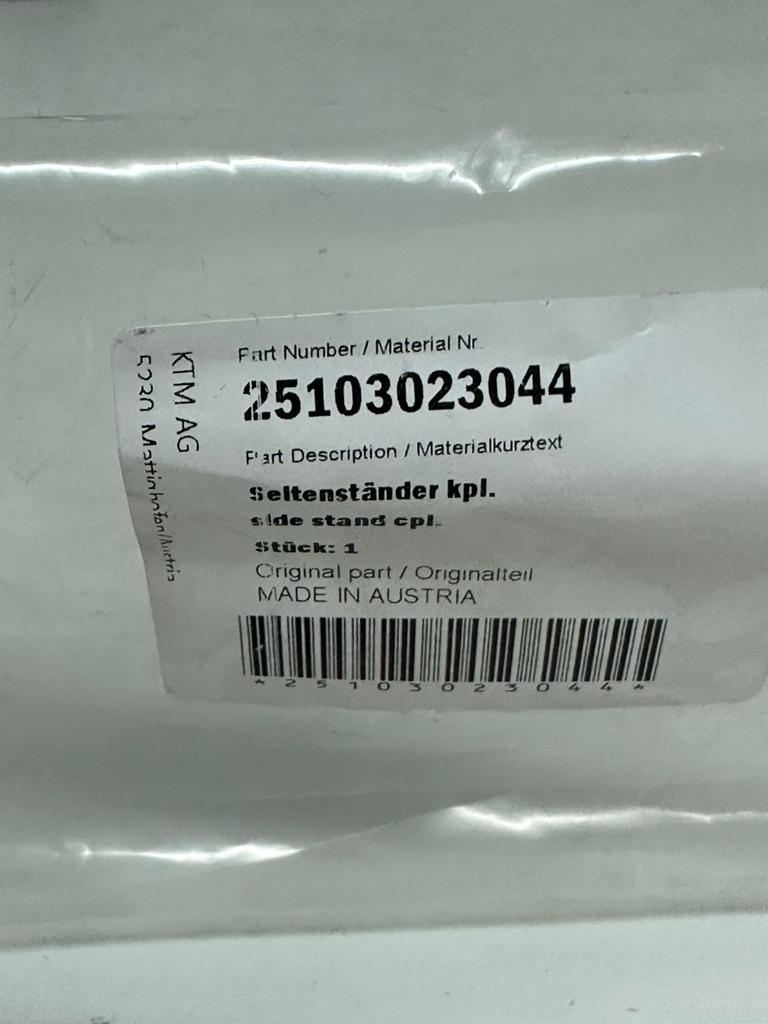 Part Number / Material Nr.
25103023044
Part Description / Materialkurztext
Seitenständer kpl.
side stand cpl.
Stück: 1
Original part / Originalteil
MADE IN AUSTRIA
*25103023044*
KTM AG
5230 Mattighofen/Austria